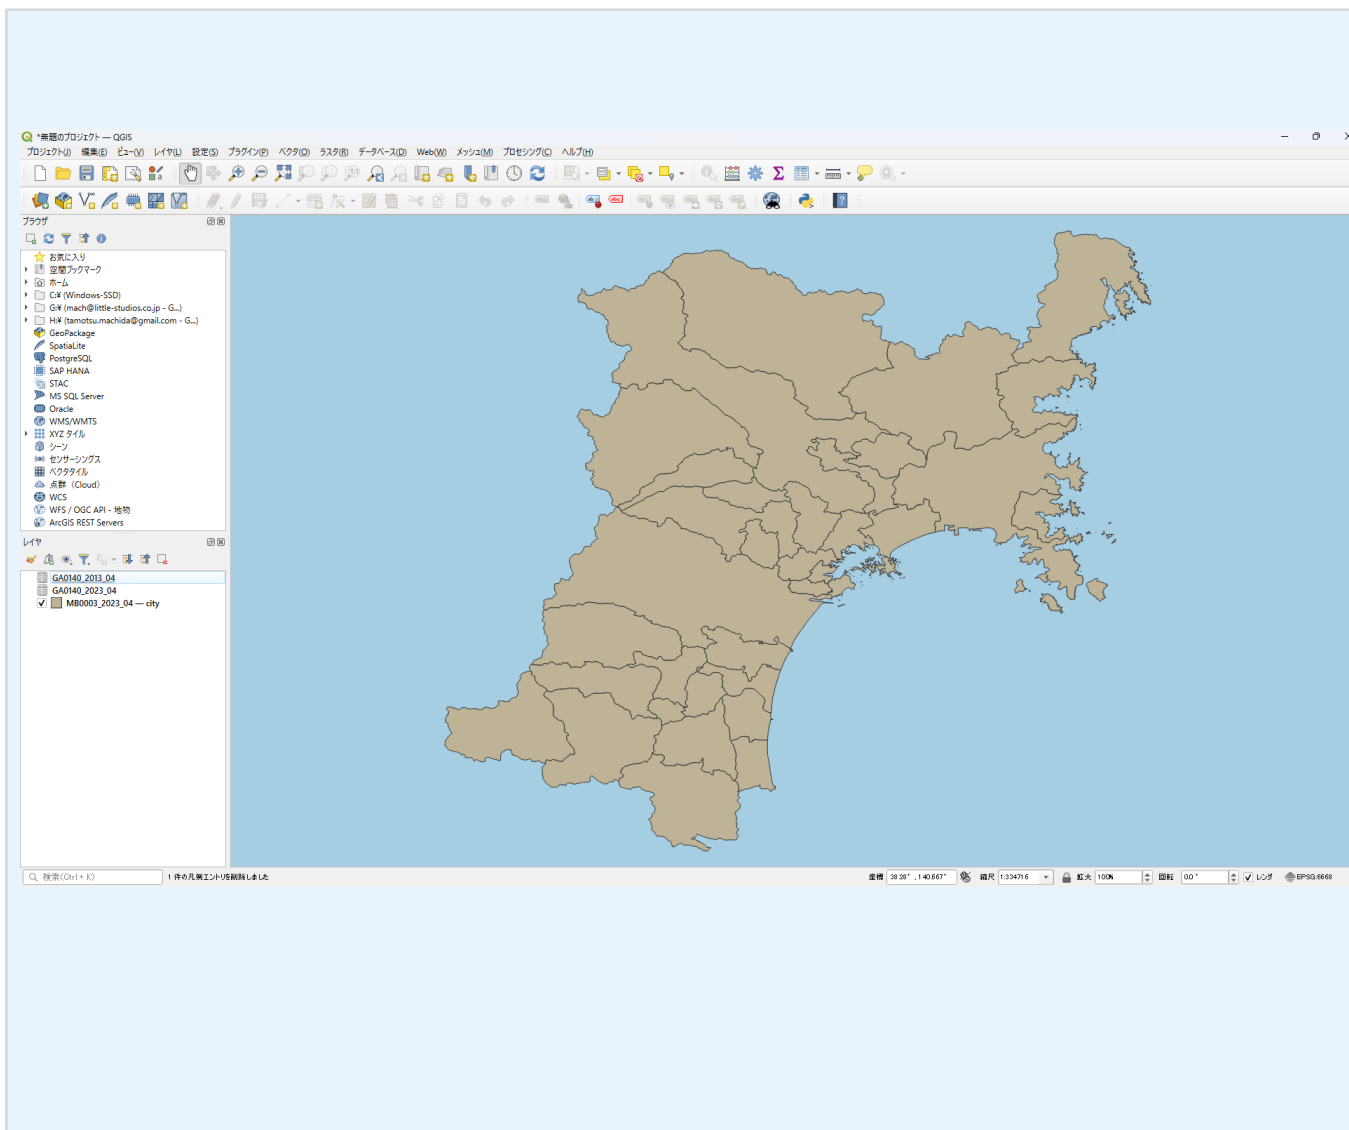 *無題のプロジェクト — QGIS
プロジェクト(J) 編集(E) ビュー(V) レイヤ(L) 設定(S) プラグイン(P) ベクタ(O) ラスタ(R) データベース(D) Web(W) メッシュ(M) プロセシング(C) ヘルプ(H)
ブラウザ
お気に入り
空間ブックマーク
ホーム
C:¥ (Windows-SSD)
G:¥ (mach@little-studios.co.jp - G...)
H:¥ (tamotsu.machida@gmail.com - G...)
GeoPackage
SpatiaLite
PostgreSQL
SAP HANA
STAC
MS SQL Server
Oracle
WMS/WMTS
XYZ タイル
シーン
センサーシングス
ベクタタイル
点群 (Cloud)
WCS
WFS / OGC API - 地物
ArcGIS REST Servers
レイヤ
GA0140_2013_04
GA0140_2023_04
MB0003_2023_04 — city
検索(Ctrl + K) 1 件の凡例エントリを削除しました 座標 38.28° , 140.667° 縮尺 1:334716 拡大 100% 回転 0.0 ° レンダ EPSG:6668